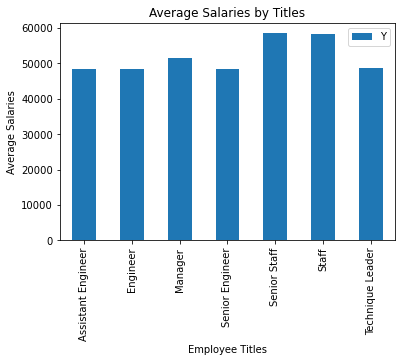 Average Salaries by Titles
Y
60000
50000
40000
30000
20000
10000
0
Average Salaries
Assistant Engineer
Engineer
Manager
Senior Engineer
Senior Staff
Staff
Technique Leader
Employee Titles